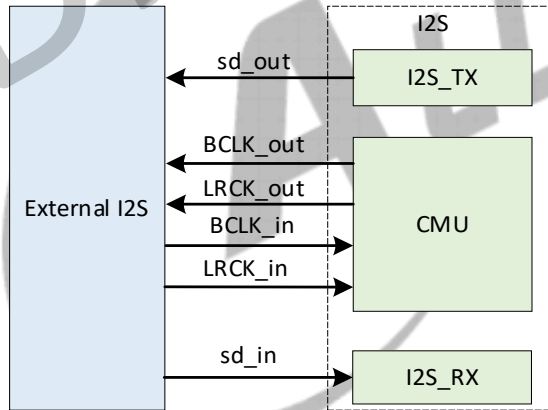 I2S
sd_out
I2S_TX
BCLK_out
LRCK_out
External I2S
BCLK_in
CMU
LRCK_in
sd_in
I2S_RX